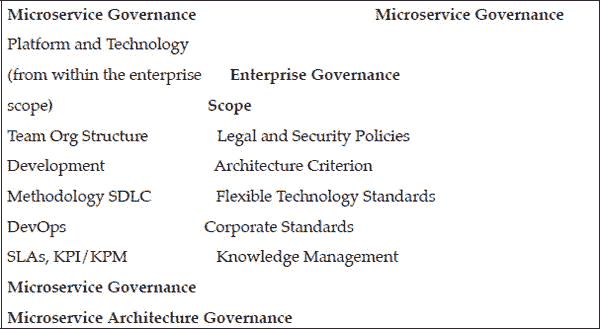 Microservice Governance Microservice Governance
Platform and Technology
(from within the enterprise Enterprise Governance
scope) Scope
Team Org Structure Legal and Security Policies
Development Architecture Criterion
Methodology SDLC Flexible Technology Standards
DevOps Corporate Standards
SLAs, KPI/KPM Knowledge Management
Microservice Governance
Microservice Architecture Governance